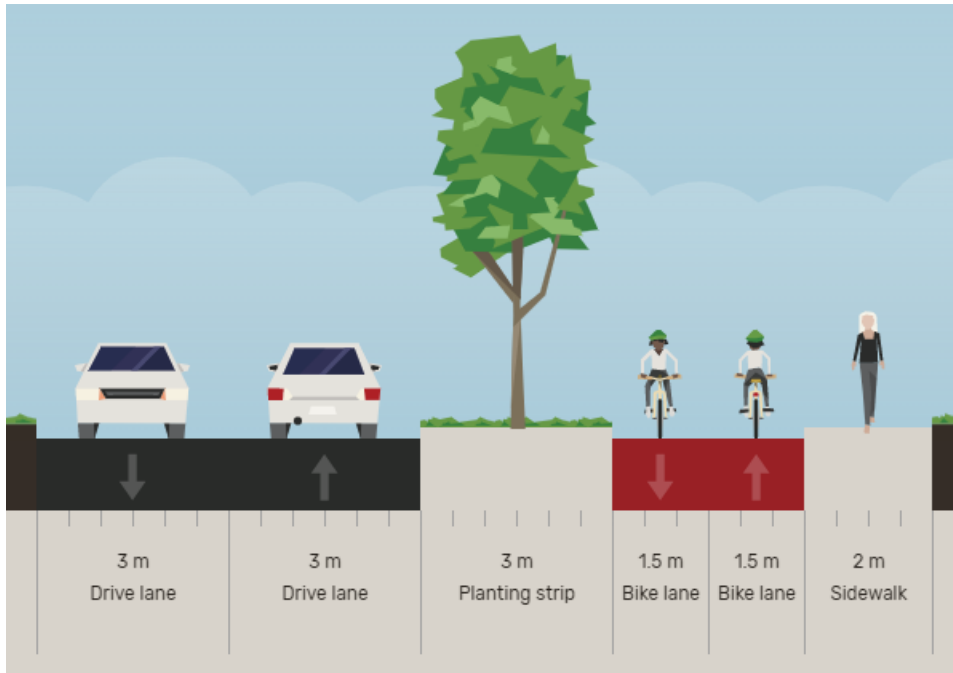 3 m
Drive lane
3 m
Drive lane
3 m
Planting strip
1.5 m
Bike lane
1.5 m
Bike lane
2 m
Sidewalk